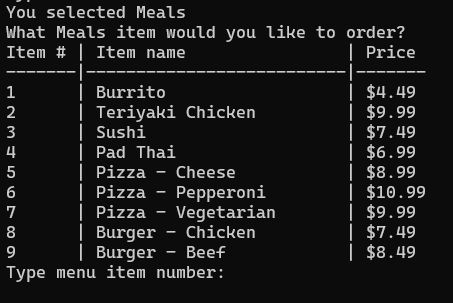 You selected Meals
What Meals item would you like to order?
Item # | Item name                | Price
-------|--------------------------|-------
1      | Burrito                  | $4.49
2      | Teriyaki Chicken         | $9.99
3      | Sushi                    | $7.49
4      | Pad Thai                 | $6.99
5      | Pizza - Cheese           | $8.99
6      | Pizza - Pepperoni        | $10.99
7      | Pizza - Vegetarian       | $9.99
8      | Burger - Chicken         | $7.49
9      | Burger - Beef            | $8.49
Type menu item number: